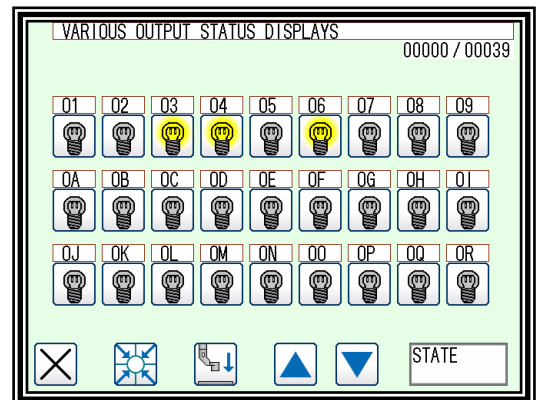 VARIOUS OUTPUT STATUS DISPLAYS
00000 / 00039
01 02 03 04 05 06 07 08 09
0A 0B 0C 0D 0E 0F 0G 0H 0I
0J 0K 0L 0M 0N 0O 0P 0Q 0R
STATE